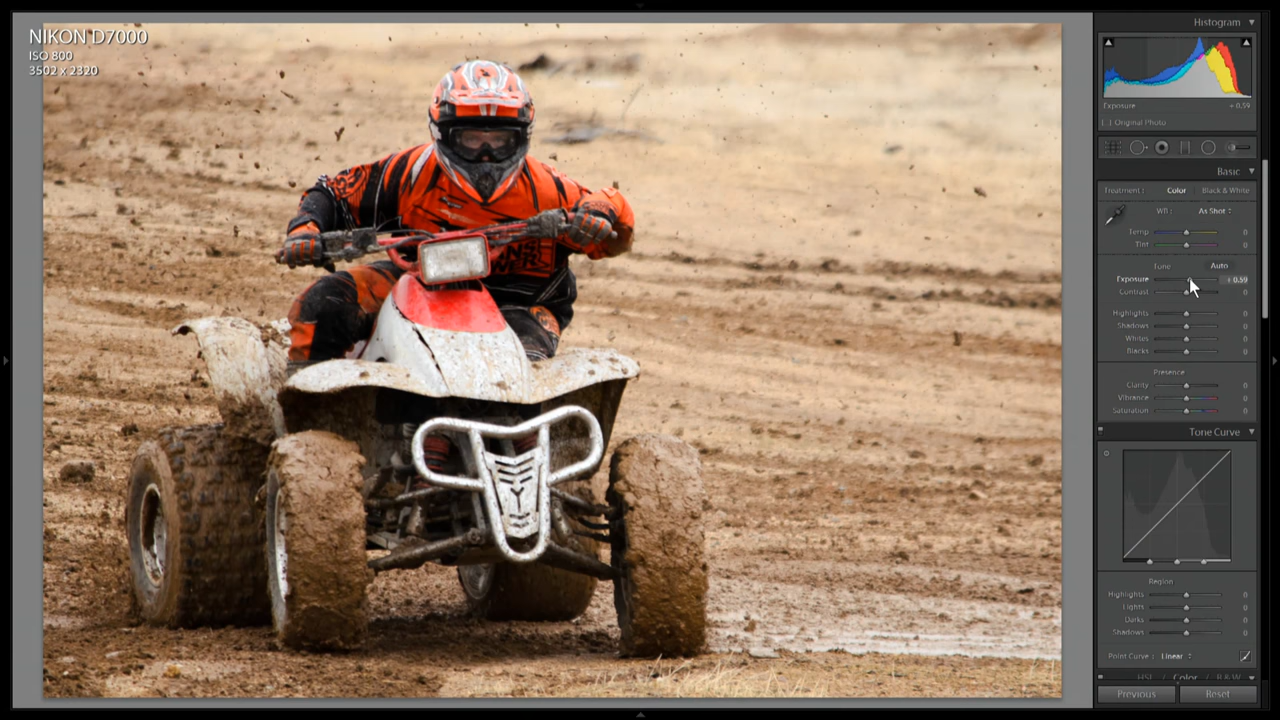 NIKON D7000
ISO 800
3502 x 2320
Histogram
Exposure + 0.59
Original Photo
Basic
Treatment : Color Black & White
WB : As Shot
Temp 0
Tint 0
Tone Auto
Exposure + 0.59
Contrast 0
Highlights 0
Shadows 0
Whites 0
Blacks 0
Presence
Clarity 0
Vibrance 0
Saturation 0
Tone Curve
Region
Highlights 0
Lights 0
Darks 0
Shadows 0
Point Curve : Linear
HSL / Color / B & W
Previous Reset